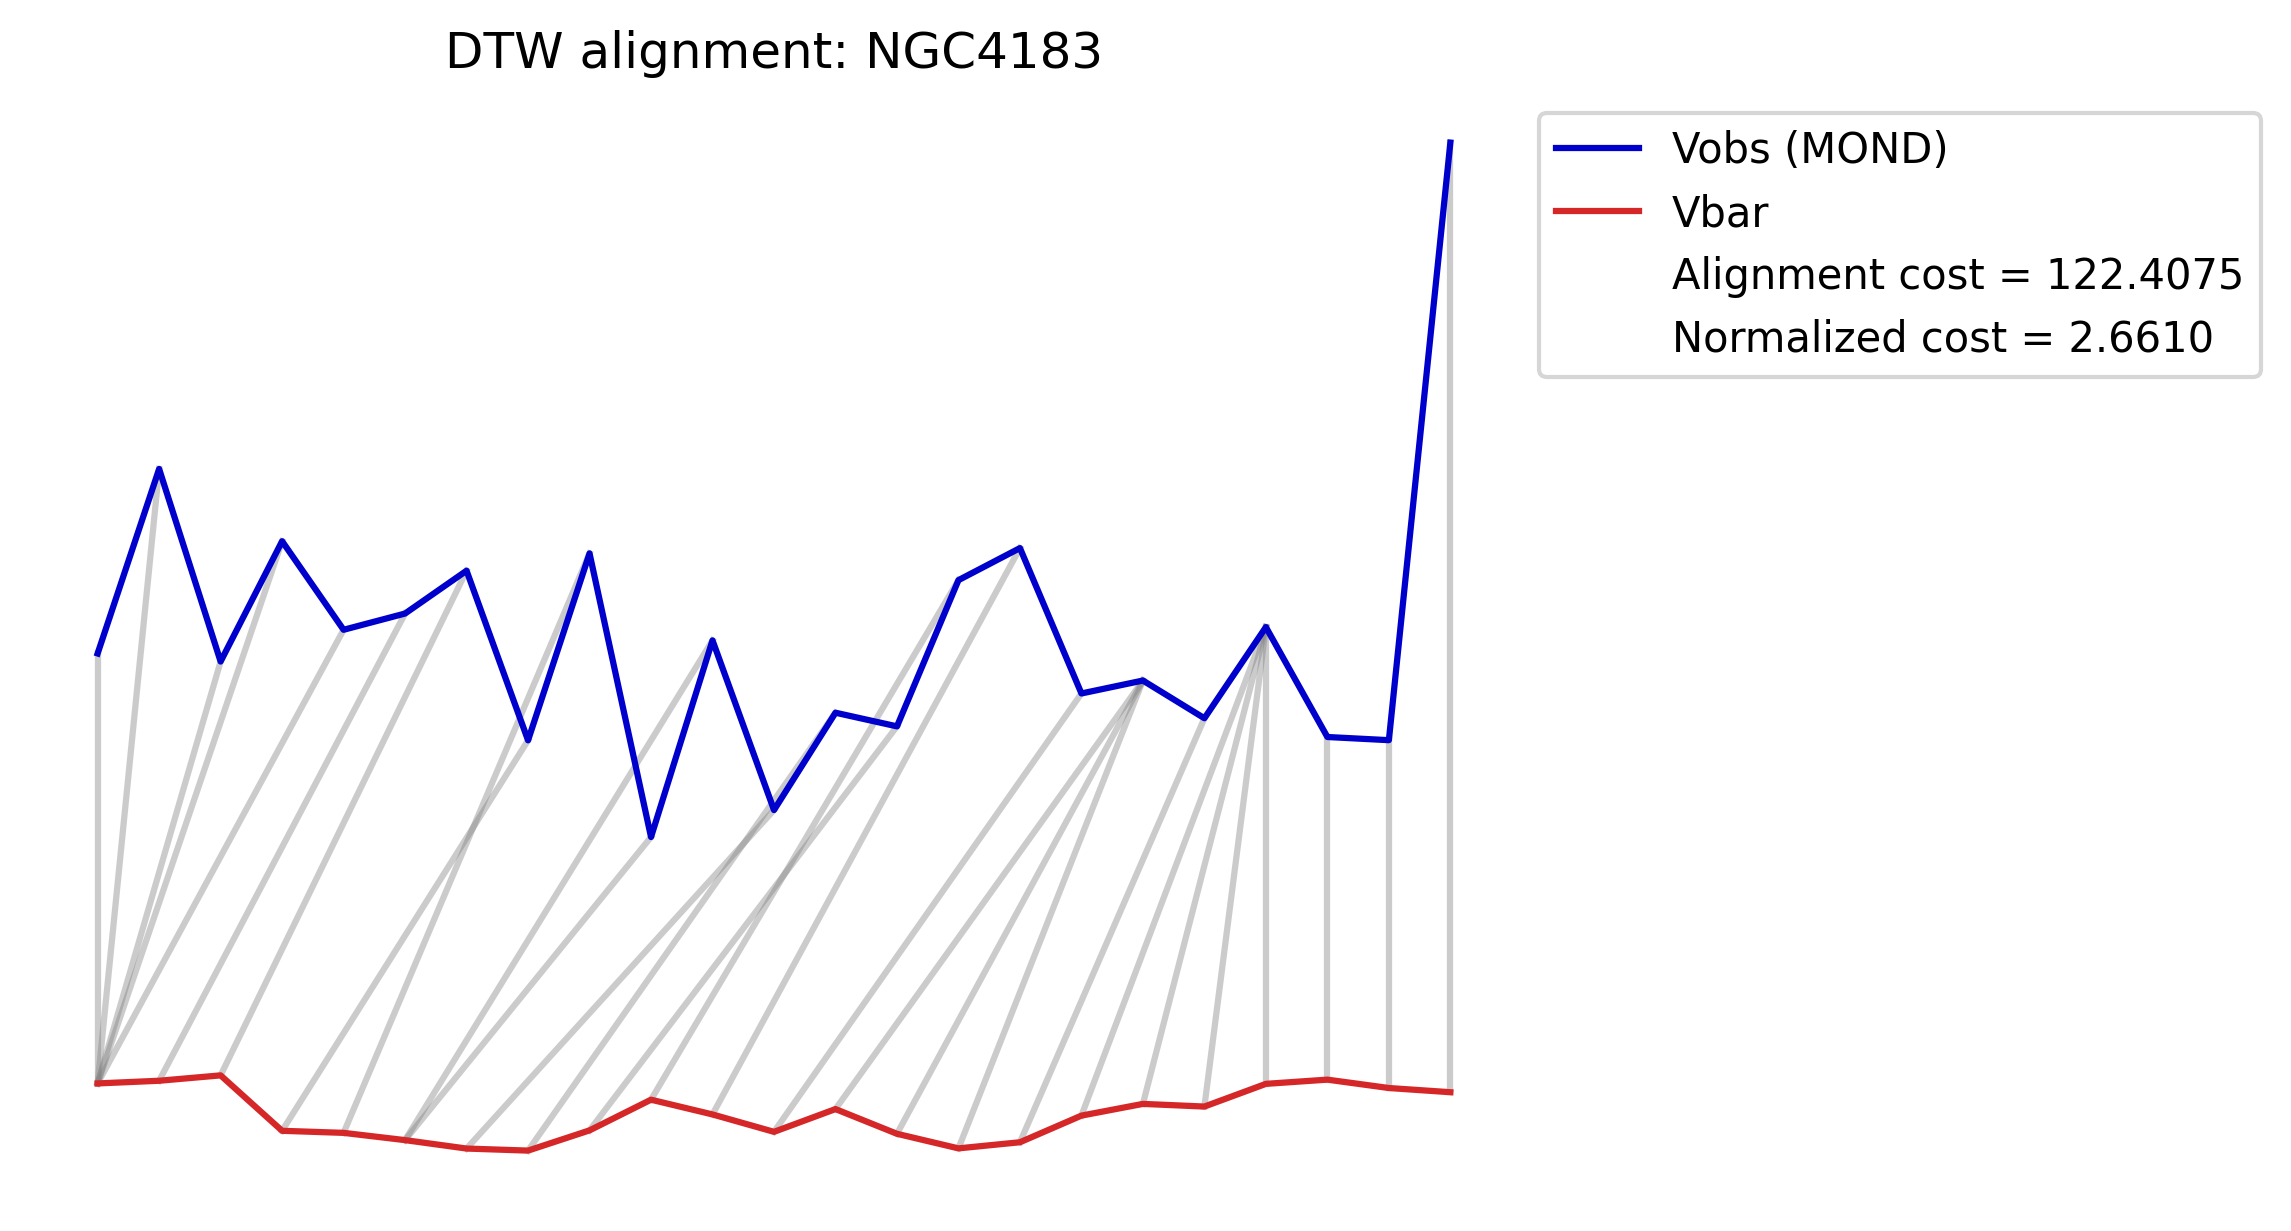 DTW alignment: NGC4183
Vobs (MOND)
Vbar
Alignment cost = 122.4075
Normalized cost = 2.6610